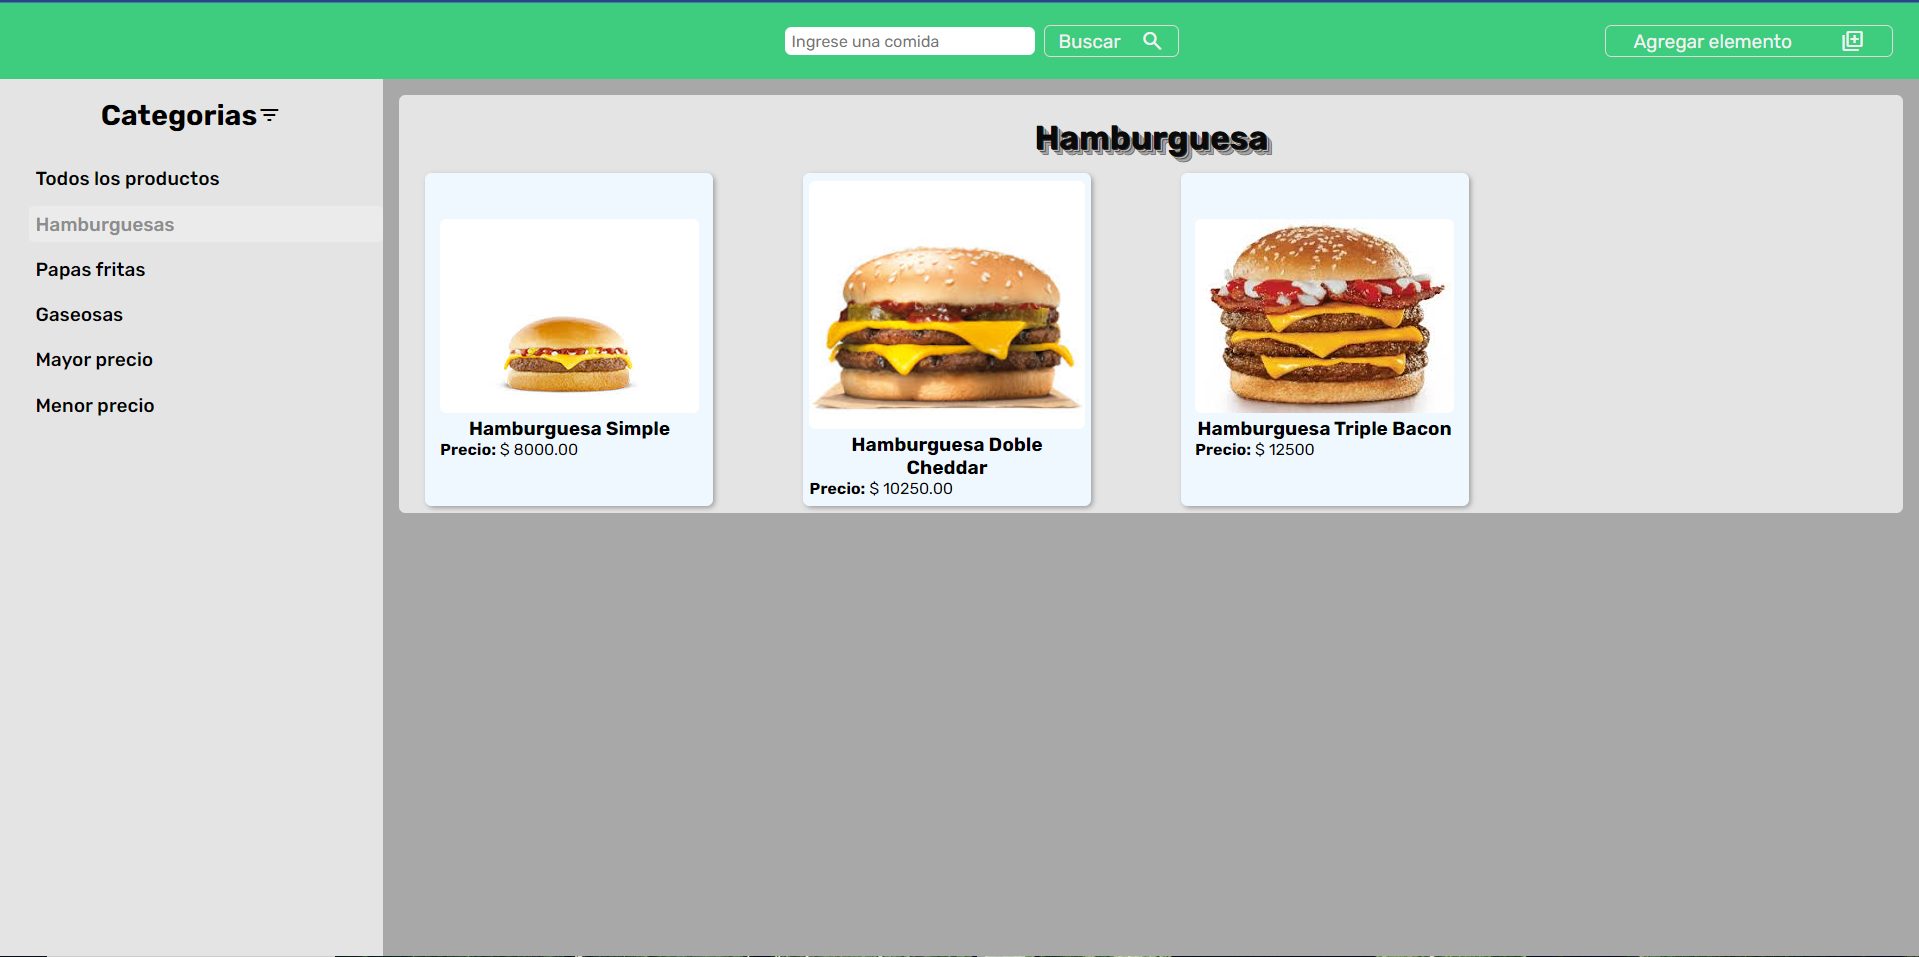 Ingrese una comida
Buscar
Agregar elemento
Categorias
Todos los productos
Hamburguesas
Papas fritas
Gaseosas
Mayor precio
Menor precio
Hamburguesa
Hamburguesa Simple
Precio: $ 8000.00
Hamburguesa Doble
Cheddar
Precio: $ 10250.00
Hamburguesa Triple Bacon
Precio: $ 12500